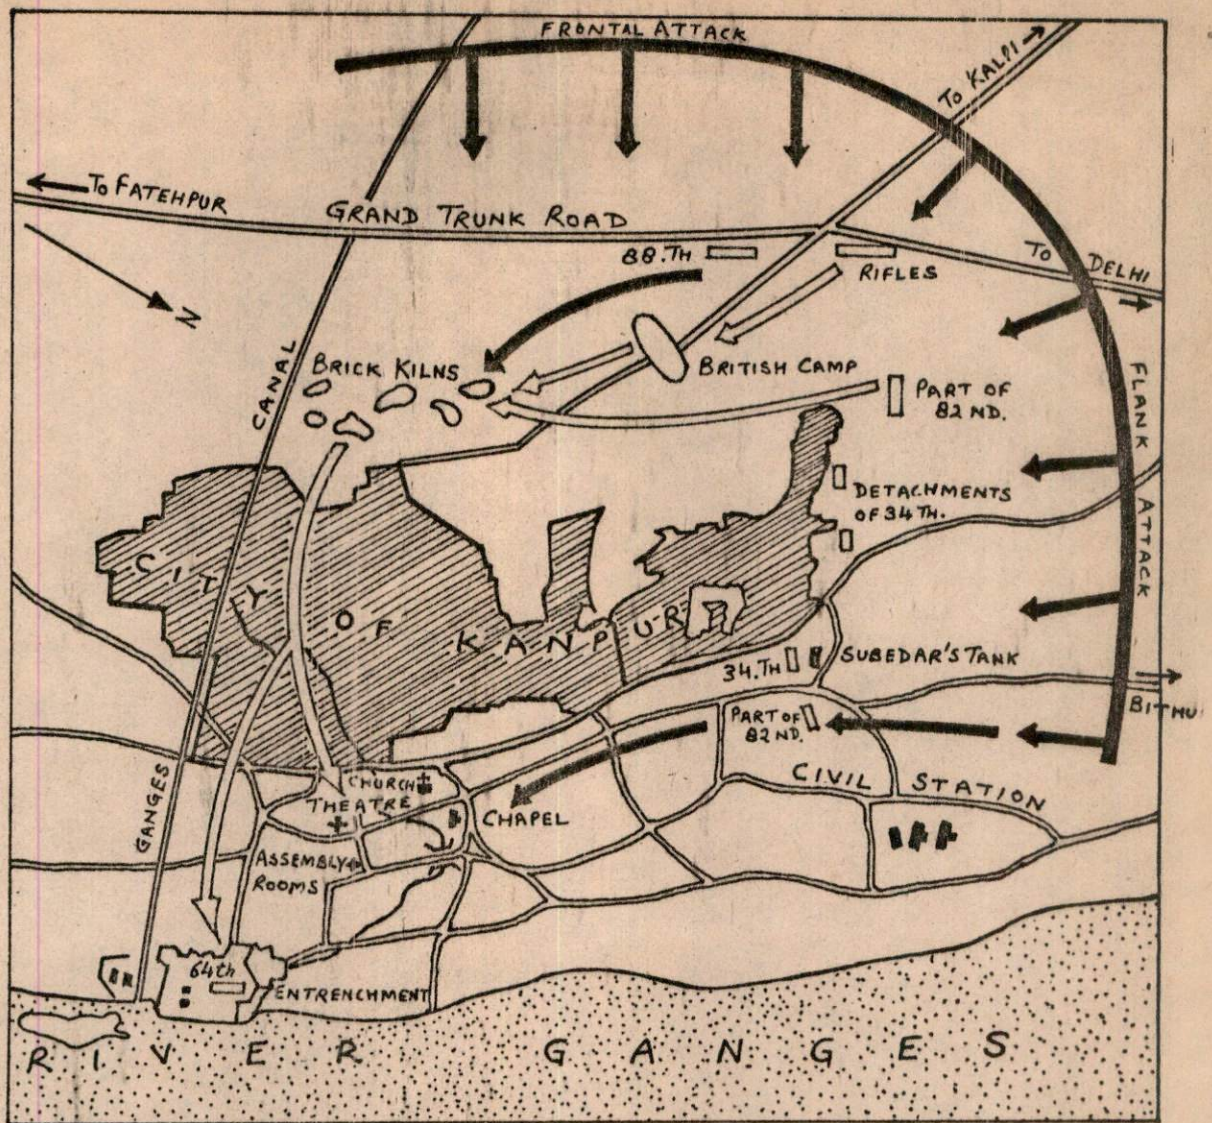 FRONTAL ATTACK
TO KALPI
TO FATEHPUR
GRAND TRUNK ROAD
88.TH
RIFLES
TO DELHI
N
CANAL
BRICK KILNS
BRITISH CAMP
PART OF
82 ND.
FLANK ATTACK
DETACHMENTS
OF 34 TH.
CITY OF KANPUR
34.TH
SUBEDAR'S TANK
BITHU
PART OF
82 ND.
CIVIL STATION
GANGES
CHURCH
THEATRE
CHAPEL
ASSEMBLY
ROOMS
64th
ENTRENCHMENT
RIVER GANGES